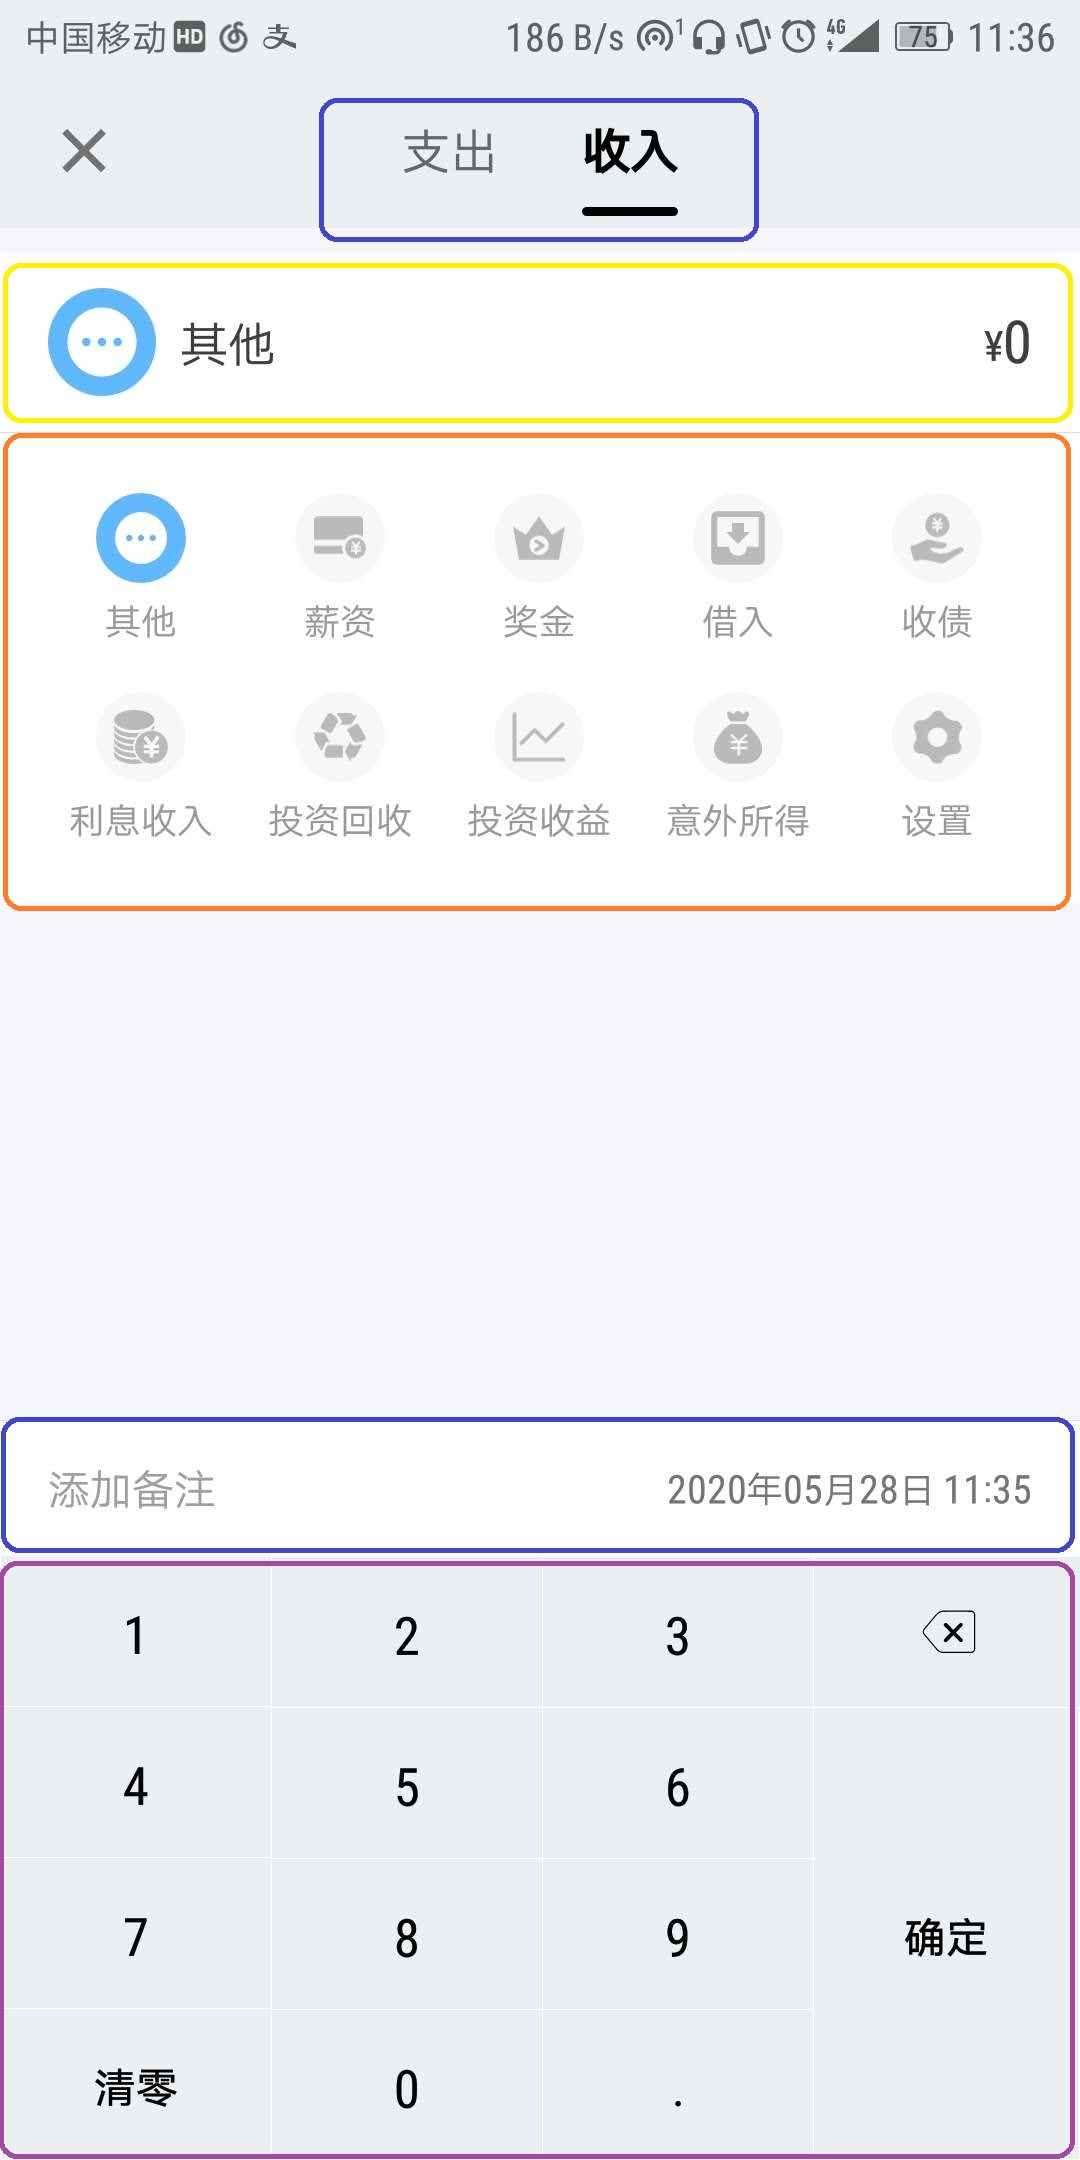 中国移动 HD 186 B/s 1 4G 75 11:36
支出 收入
其他 ¥0
其他 薪资 奖金 借入 收债
利息收入 投资回收 投资收益 意外所得 设置
添加备注 2020年05月28日 11:35
1 2 3
4 5 6
7 8 9 确定
清零 0 .